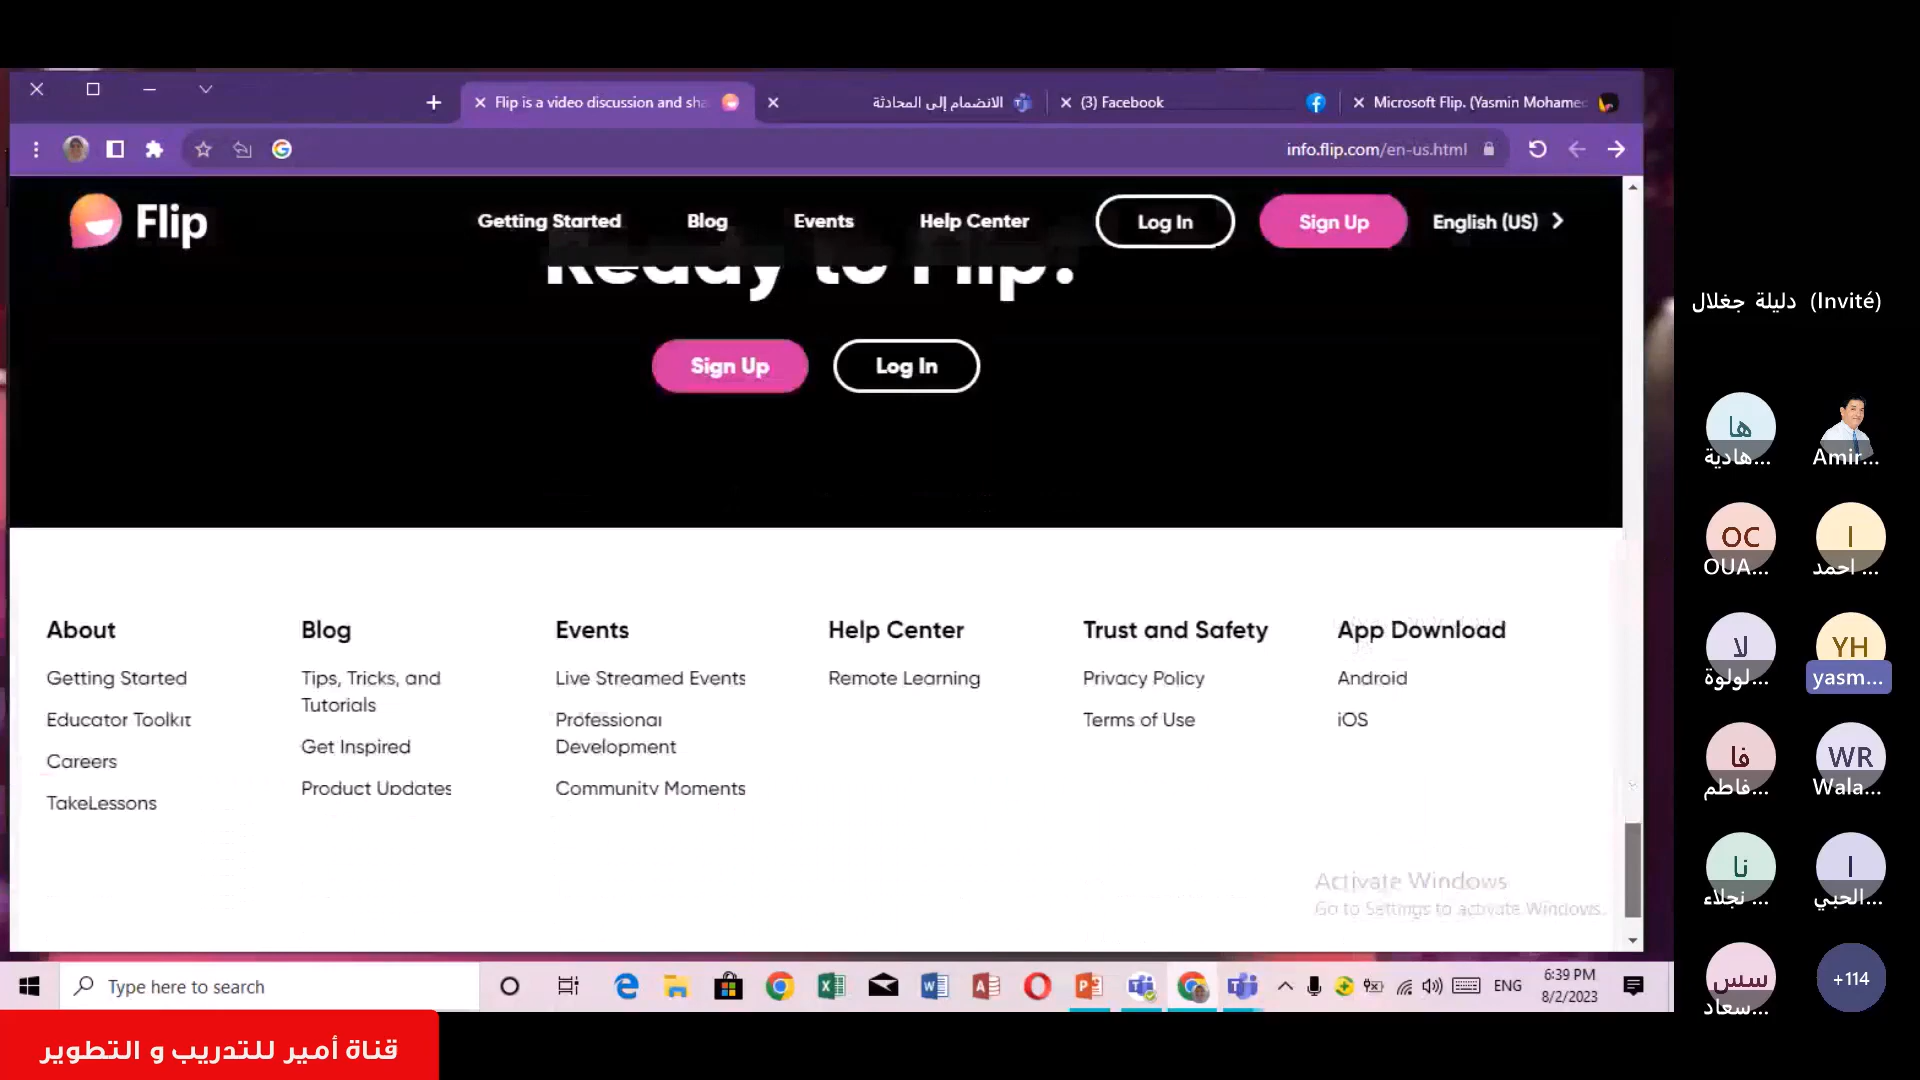 Flip is a video discussion and sha
الانضمام إلى المحادثة
(3) Facebook
Microsoft Flip. (Yasmin Mohamed
info.flip.com/en-us.html
Flip
Getting Started
Blog
Events
Help Center
Log In
Sign Up
English (US)
Ready to Flip?
Sign Up
Log In
About
Getting Started
Educator Toolkit
Careers
TakeLessons
Blog
Tips, Tricks, and
Tutorials
Get Inspired
Product Updates
Events
Live Streamed Events
Professional
Development
Community Moments
Help Center
Remote Learning
Trust and Safety
Privacy Policy
Terms of Use
App Download
Android
iOS
Activate Windows
Go to Settings to activate Windows.
Type here to search
ENG
6:39 PM
8/2/2023
دليلة جغلال (Invité)
ها
هادية...
Amir...
OC
OUA...
ا
احمد ...
لا
لولوة...
YH
yasm...
فا
فاطم...
WR
Wala...
نا
نجلاء ...
ا
الحبي...
سس
سعاد...
+114
قناة أمير للتدريب و التطوير